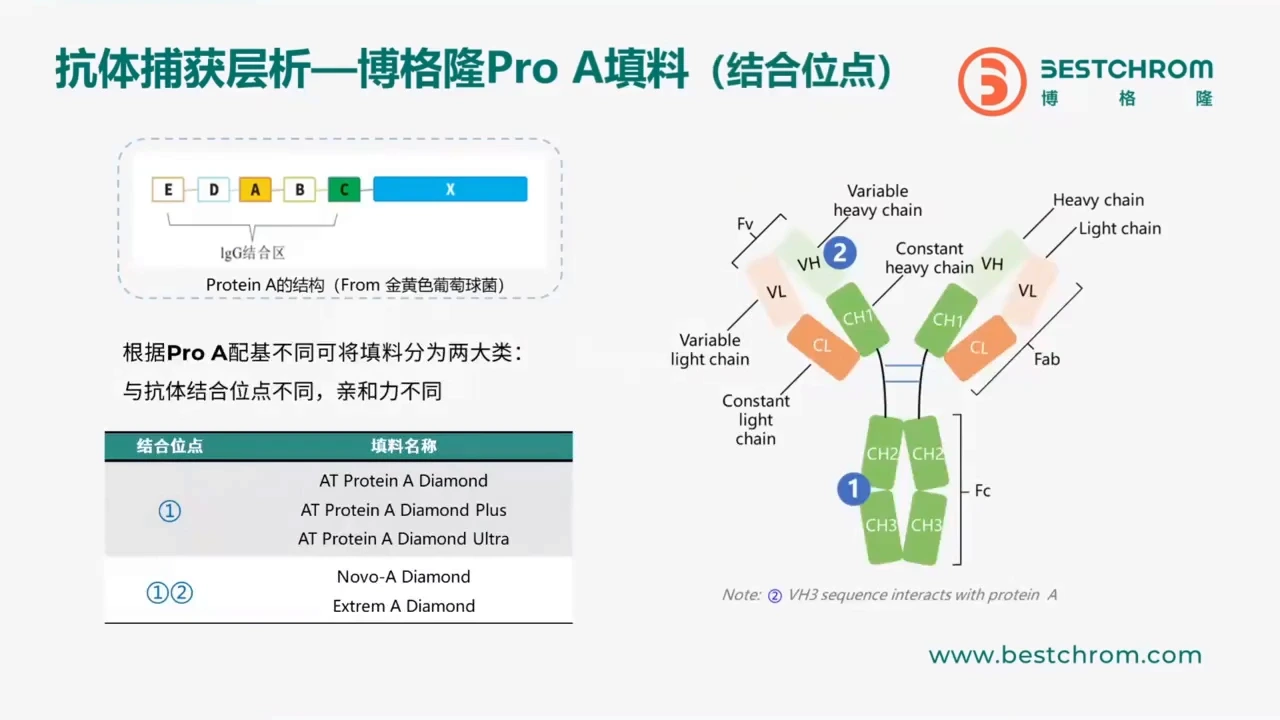 抗体捕获层析—博格隆Pro A填料（结合位点）
BESTCHROM
博格隆
E D A B C X
IgG结合区
Protein A的结构（From 金黄色葡萄球菌）
根据Pro A配基不同可将填料分为两大类：
与抗体结合位点不同，亲和力不同
结合位点 填料名称
① AT Protein A Diamond
AT Protein A Diamond Plus
AT Protein A Diamond Ultra
①② Novo-A Diamond
Extrem A Diamond
Variable
heavy chain
Fv
Heavy chain
Light chain
Constant
heavy chain
VH
2
VH
VL
VL
CH1
CH1
CL
CL
Variable
light chain
Fab
Constant
light
chain
CH2
CH2
1
Fc
CH3
CH3
Note: ② VH3 sequence interacts with protein A
www.bestchrom.com